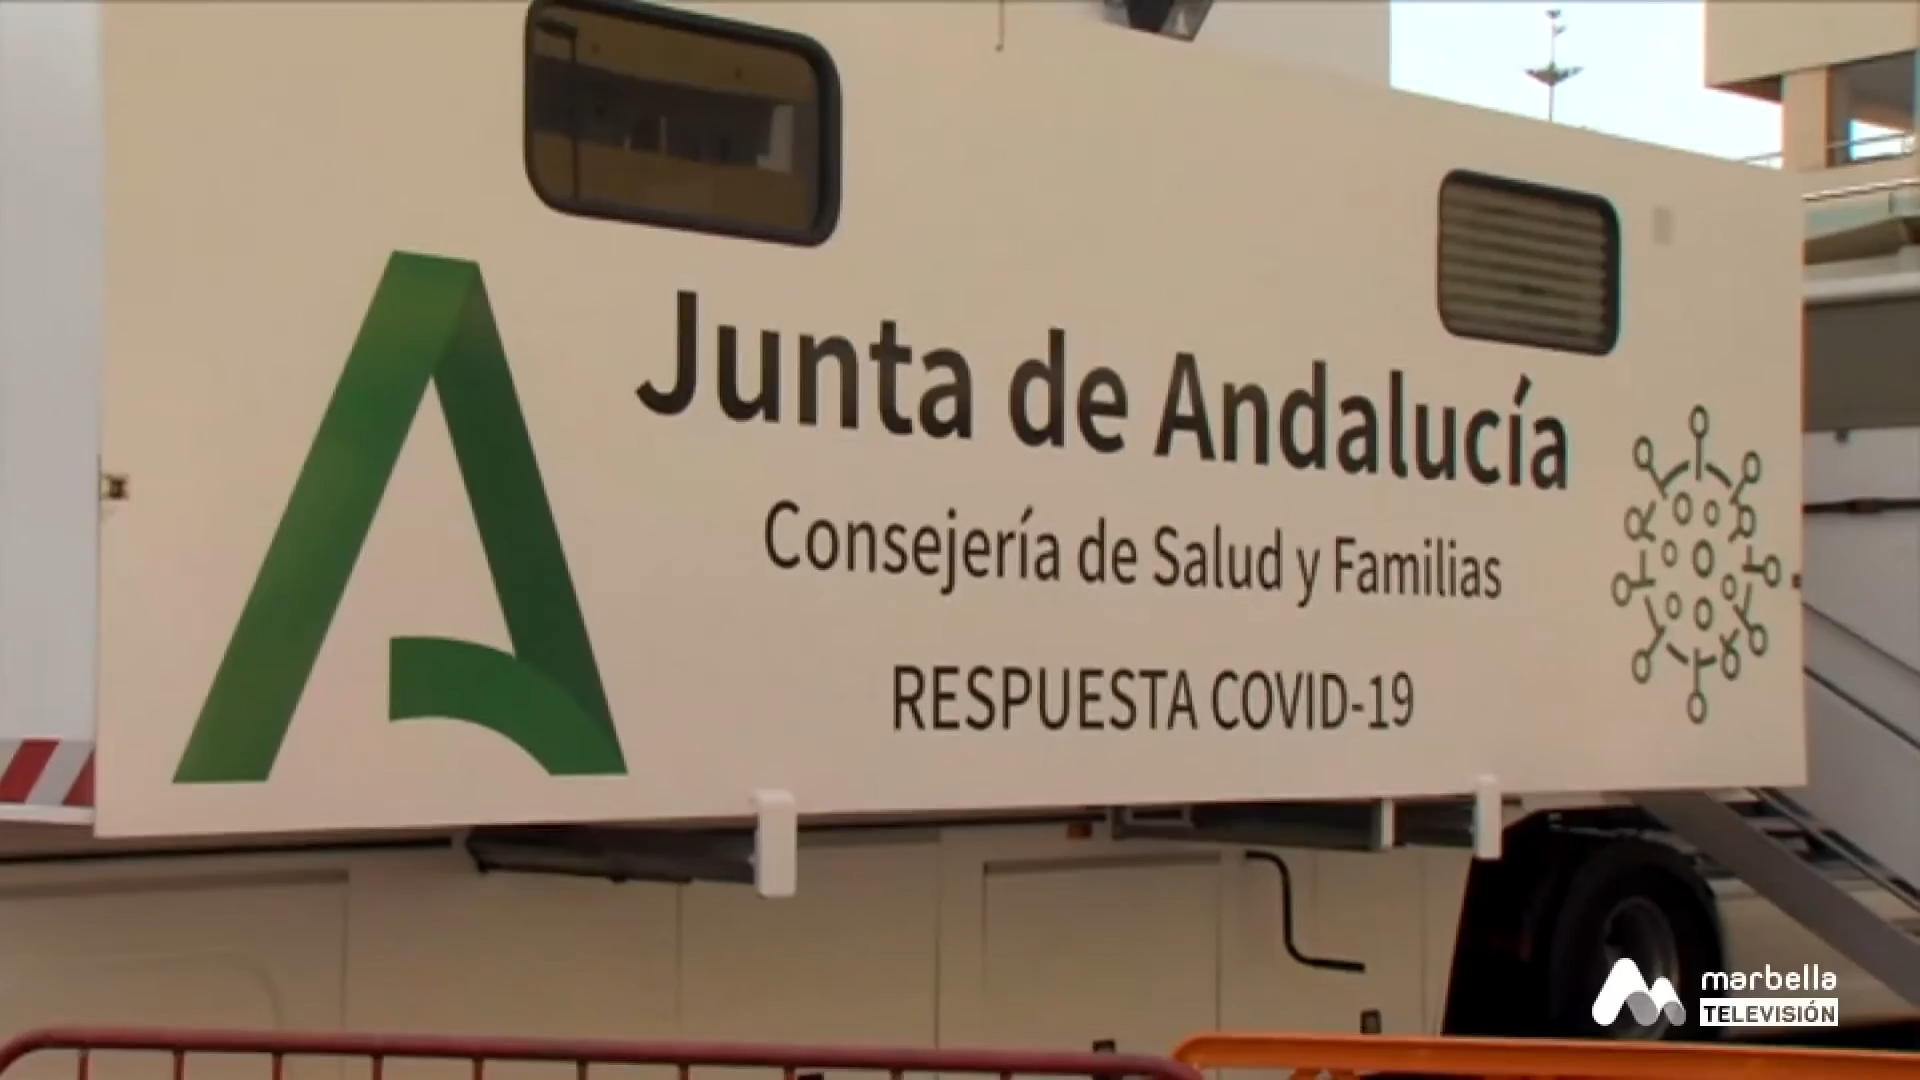 Junta de Andalucía
Consejería de Salud y Familias
RESPUESTA COVID-19
marbella
TELEVISIÓN